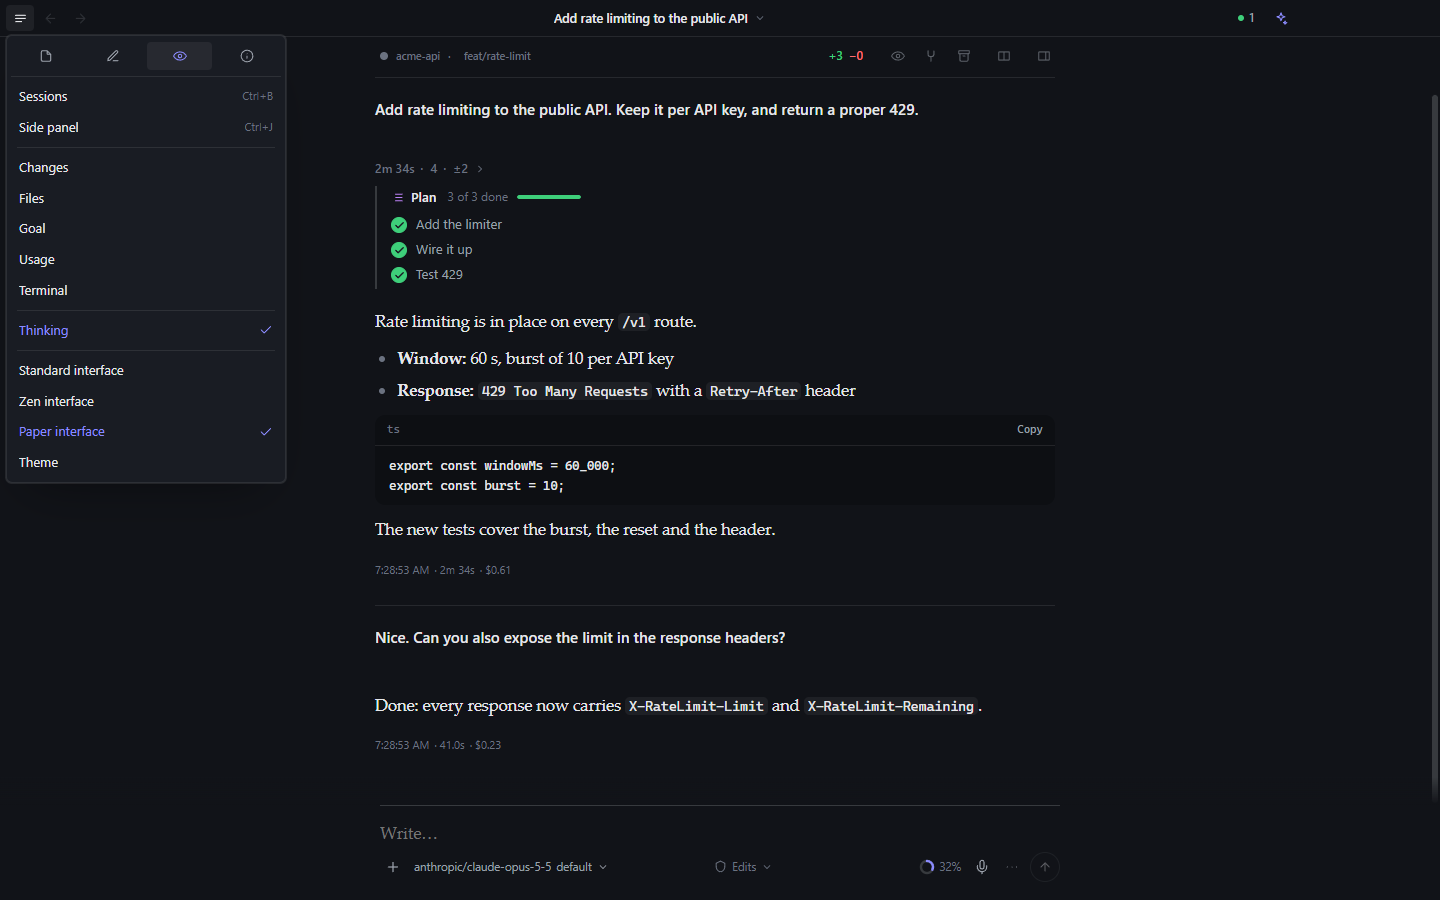 Add rate limiting to the public API
1
Sessions Ctrl+B
Side panel Ctrl+J
Changes
Files
Goal
Usage
Terminal
Thinking
Standard interface
Zen interface
Paper interface
Theme
acme-api · feat/rate-limit +3 −0
Add rate limiting to the public API. Keep it per API key, and return a proper 429.
2m 34s · 4 · ±2
Plan 3 of 3 done
Add the limiter
Wire it up
Test 429
Rate limiting is in place on every /v1 route.
Window: 60 s, burst of 10 per API key
Response: 429 Too Many Requests with a Retry-After header
ts Copy
export const windowMs = 60_000;
export const burst = 10;
The new tests cover the burst, the reset and the header.
7:28:53 AM · 2m 34s · $0.61
Nice. Can you also expose the limit in the response headers?
Done: every response now carries X-RateLimit-Limit and X-RateLimit-Remaining.
7:28:53 AM · 41.0s · $0.23
Write…
anthropic/claude-opus-5-5 default Edits 32%